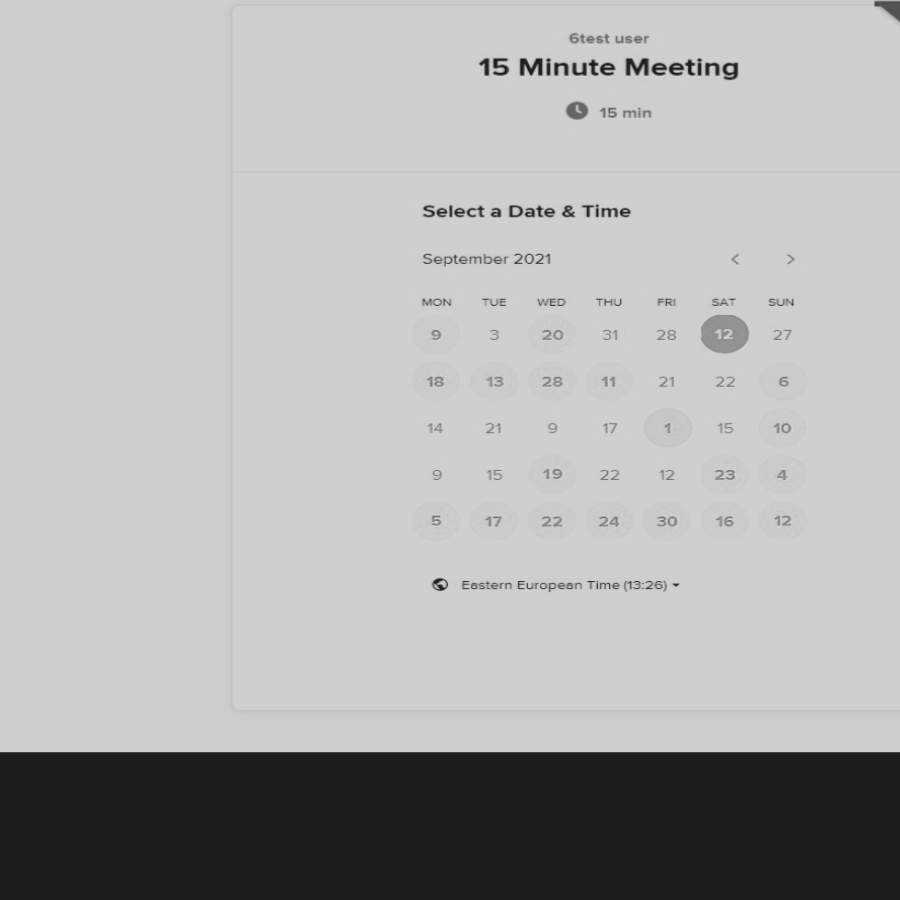 6test user
15 Minute Meeting
15 min
Select a Date & Time
September 2021
MON TUE WED THU FRI SAT SUN
9 3 20 31 28 12 27
18 13 28 11 21 22 6
14 21 9 17 1 15 10
9 15 19 22 12 23 4
5 17 22 24 30 16 12
Eastern European Time (13:26)